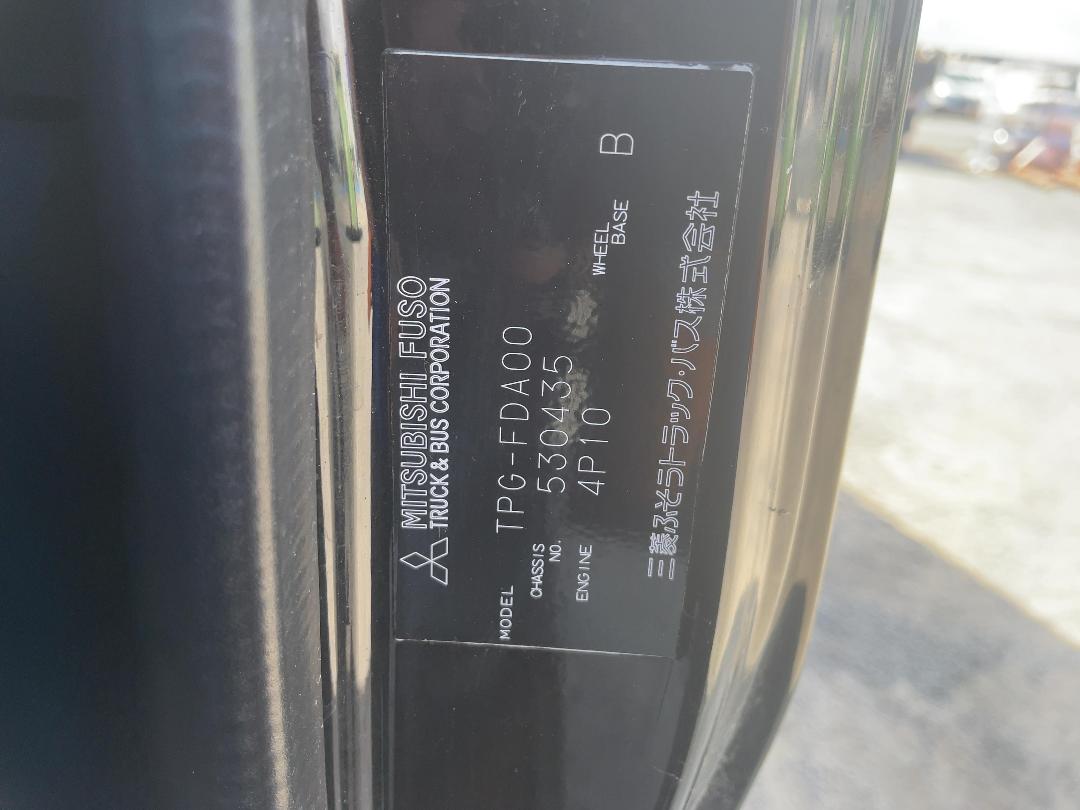 MITSUBISHI FUSO
TRUCK & BUS CORPORATION
MODEL TPG-FDA00
CHASSIS NO. 530435
ENGINE 4P10
WHEEL BASE B
三菱ふそうトラック・バス株式会社